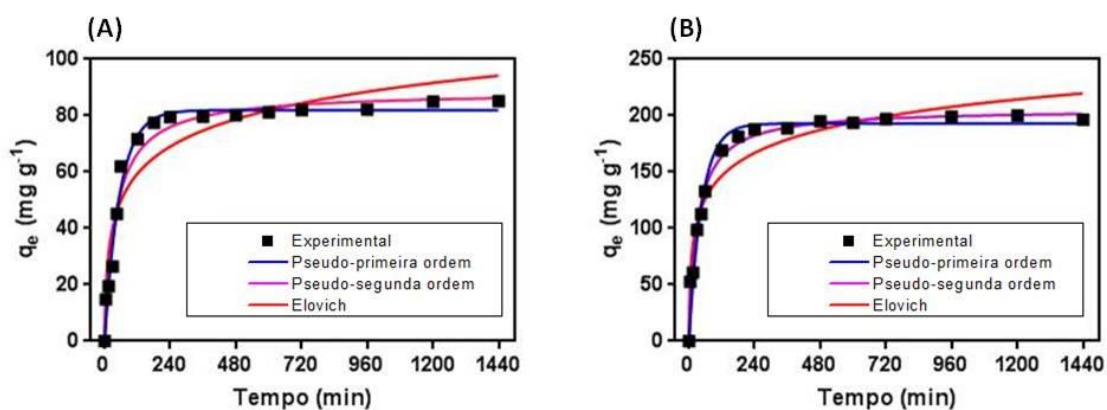 (A)
100
80
60
40
20
0
qe (mg g⁻¹)
Experimental
Pseudo-primeira ordem
Pseudo-segunda ordem
Elovich
0 240 480 720 960 1200 1440
Tempo (min)
(B)
250
200
150
100
50
0
qe (mg g⁻¹)
Experimental
Pseudo-primeira ordem
Pseudo-segunda ordem
Elovich
0 240 480 720 960 1200 1440
Tempo (min)